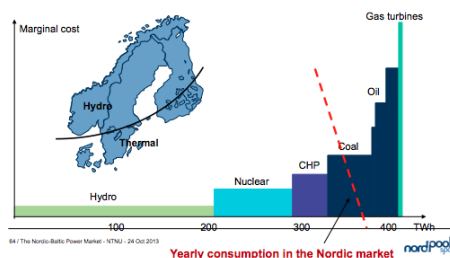 Gas turbines
Marginal cost
Oil
Hydro
Thermal
Coal
CHP
Nuclear
Hydro
100 200 300 400 TWh
64 / The Nordic-Baltic Power Market - NTNU - 24 Oct 2013
Yearly consumption in the Nordic market
nordpool